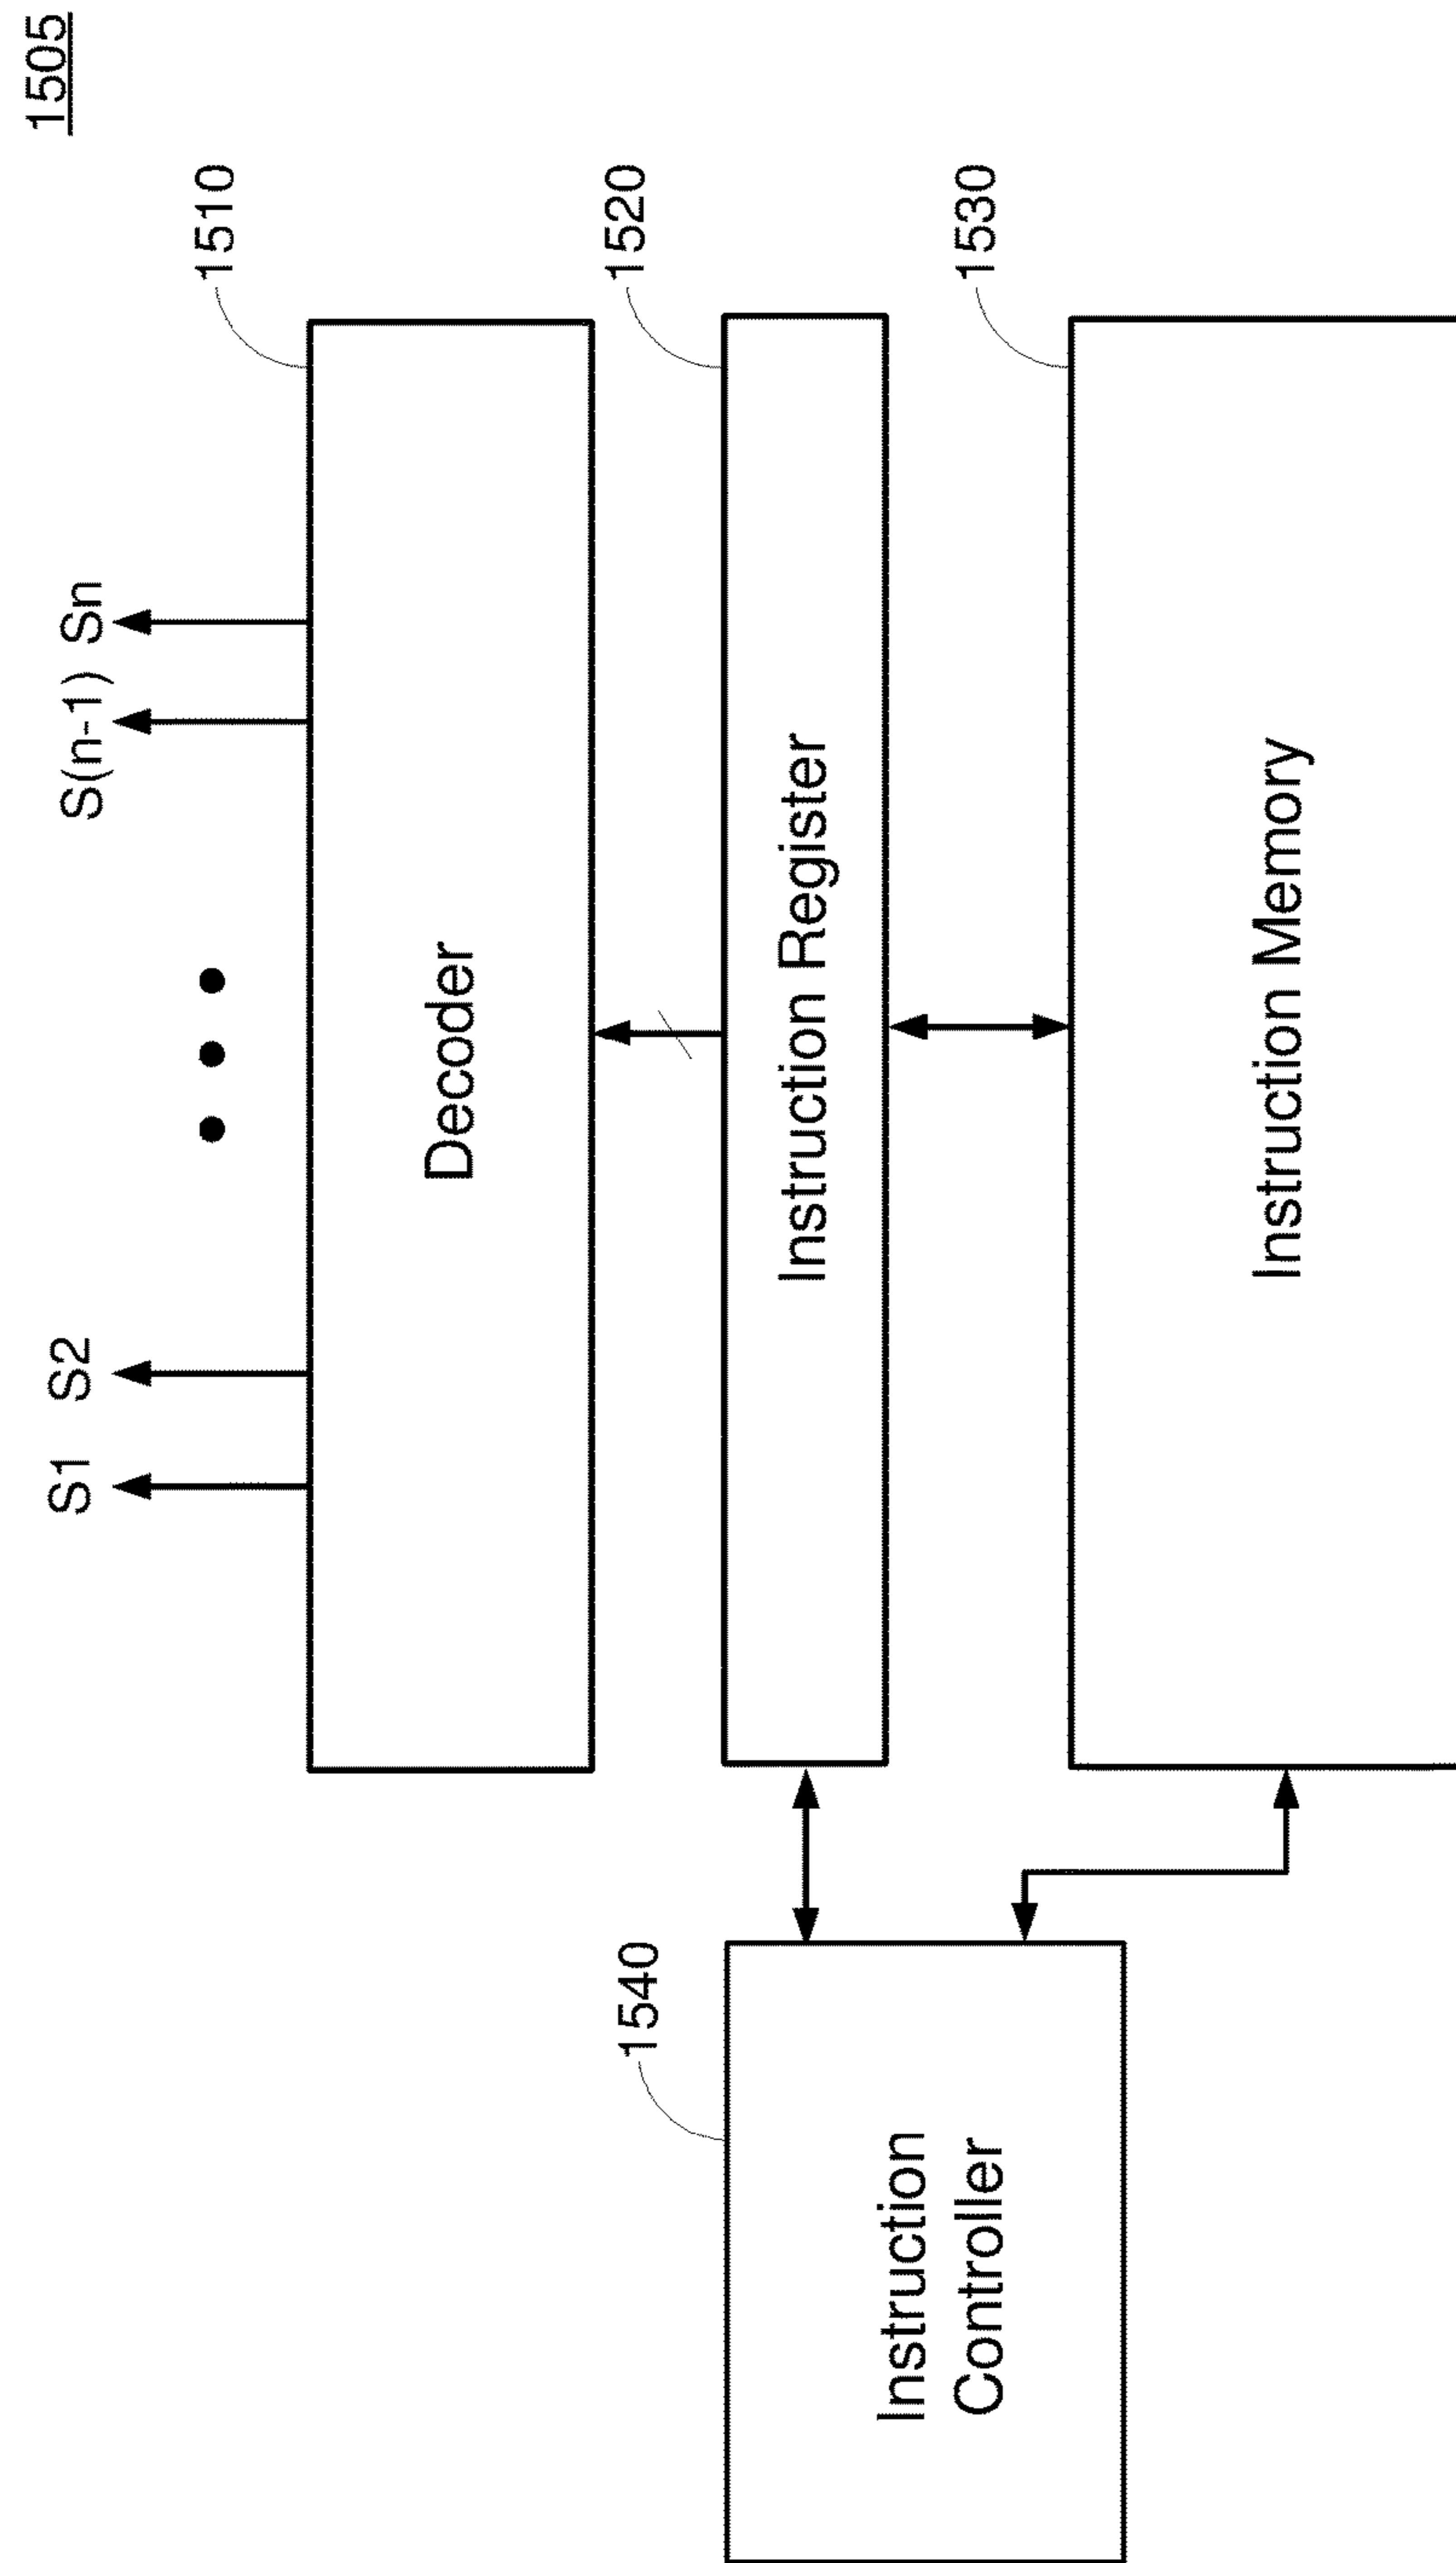 1505
S1
S2
S(n-1)
Sn
1510
Decoder
1520
Instruction Register
1540
Instruction
Controller
1530
Instruction Memory